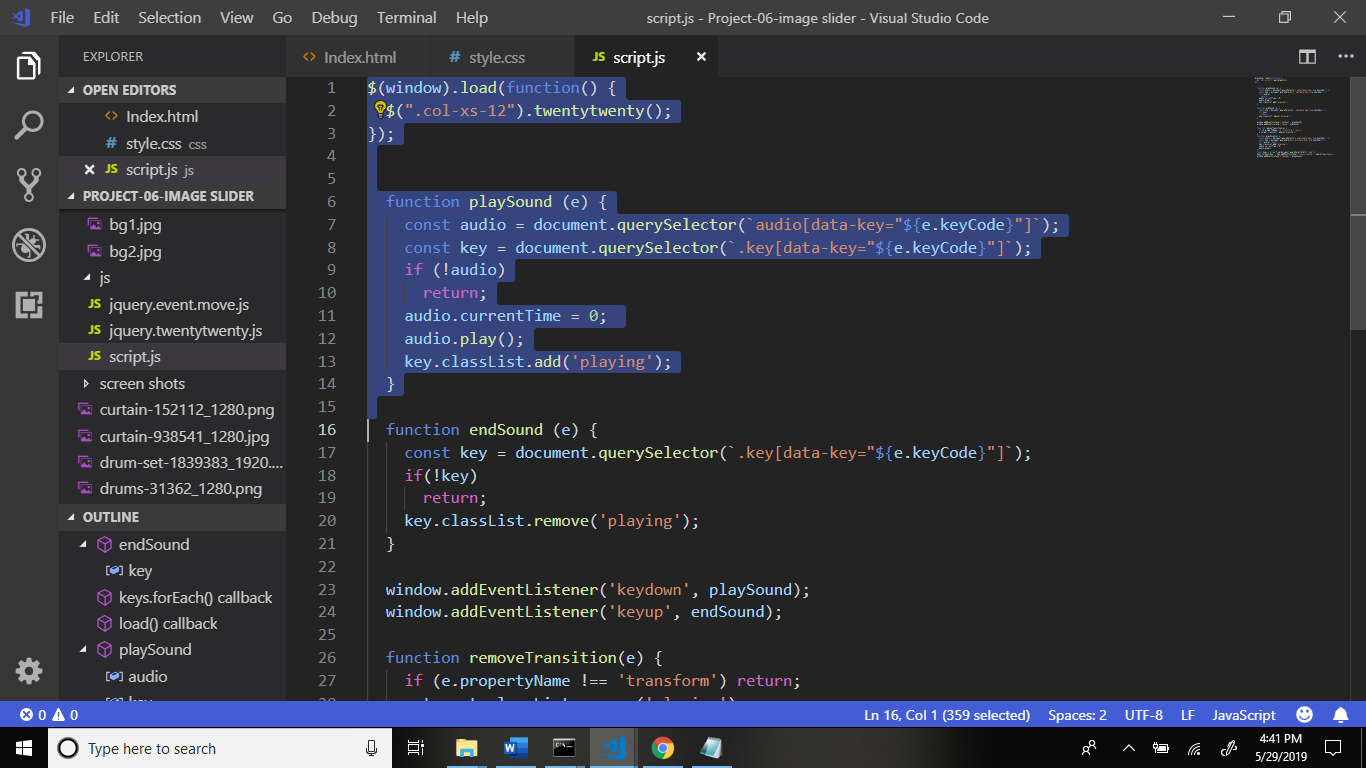 File Edit Selection View Go Debug Terminal Help script.js - Project-06-image slider - Visual Studio Code
EXPLORER
OPEN EDITORS
<> Index.html
# style.css css
JS script.js js
PROJECT-06-IMAGE SLIDER
bg1.jpg
bg2.jpg
js
JS jquery.event.move.js
JS jquery.twentytwenty.js
JS script.js
screen shots
curtain-152112_1280.png
curtain-938541_1280.jpg
drum-set-1839383_1920....
drums-31362_1280.png
OUTLINE
endSound
key
keys.forEach() callback
load() callback
playSound
audio
<> Index.html # style.css JS script.js
1 $(window).load(function() {
2 $(".col-xs-12").twentytwenty();
3 });
4
5
6 function playSound (e) {
7 const audio = document.querySelector(`audio[data-key="${e.keyCode}"]`);
8 const key = document.querySelector(`.key[data-key="${e.keyCode}"]`);
9 if (!audio)
10 return;
11 audio.currentTime = 0;
12 audio.play();
13 key.classList.add('playing');
14 }
15
16 function endSound (e) {
17 const key = document.querySelector(`.key[data-key="${e.keyCode}"]`);
18 if(!key)
19 return;
20 key.classList.remove('playing');
21 }
22
23 window.addEventListener('keydown', playSound);
24 window.addEventListener('keyup', endSound);
25
26 function removeTransition(e) {
27 if (e.propertyName !== 'transform') return;
0 0 Ln 16, Col 1 (359 selected) Spaces: 2 UTF-8 LF JavaScript
Type here to search
4:41 PM
5/29/2019